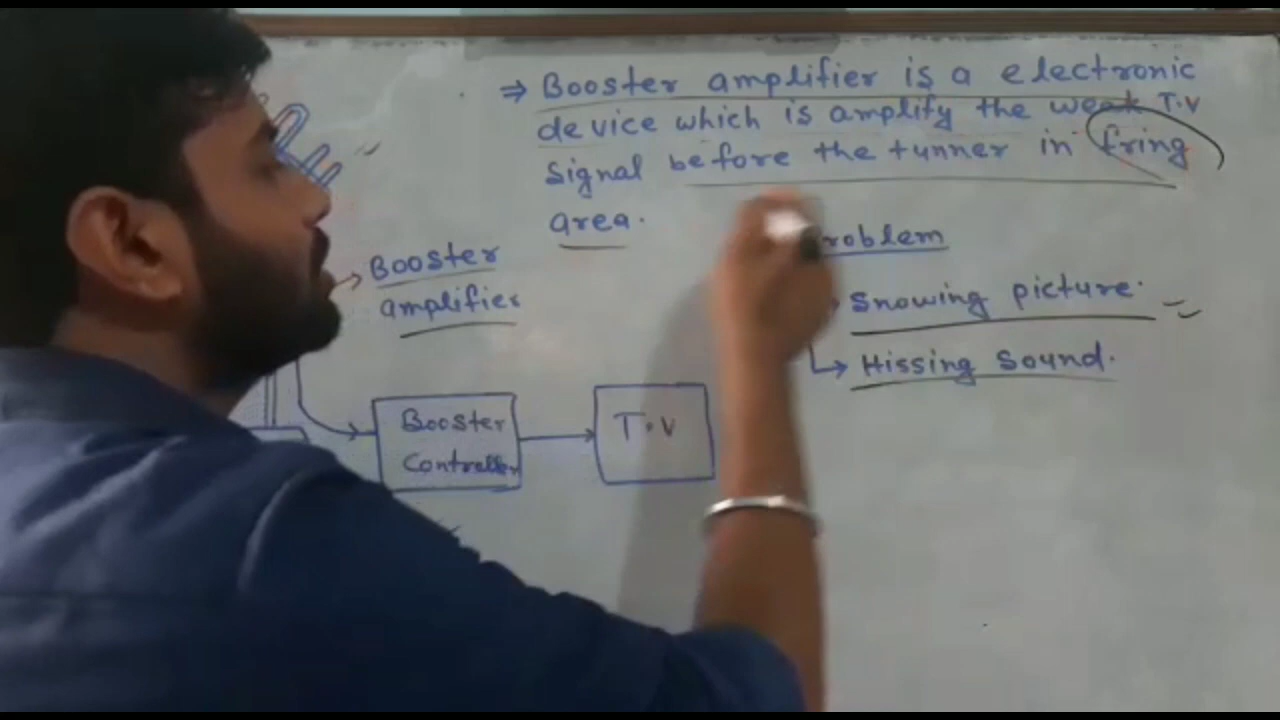 ⇒ Booster amplifier is a electronic
device which is amplify the weak T.V
signal before the tunner in fring
area.
roblem
Snowing picture.
Hissing sound.
Booster
amplifier
Booster
Controller
T.V